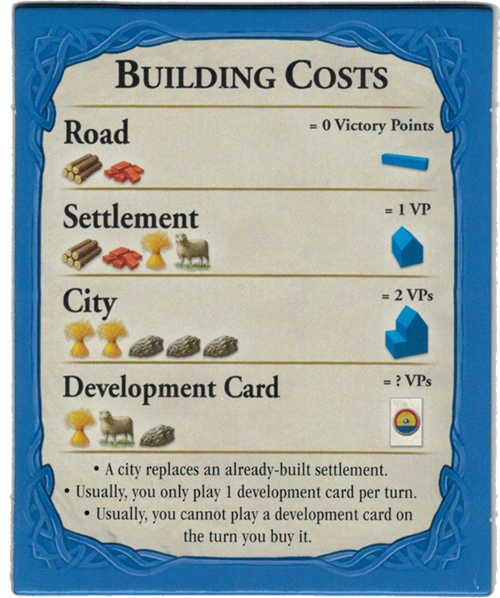 BUILDING COSTS
Road
= 0 Victory Points
Settlement
= 1 VP
City
= 2 VPs
Development Card
= ? VPs
• A city replaces an already-built settlement.
• Usually, you only play 1 development card per turn.
• Usually, you cannot play a development card on
the turn you buy it.